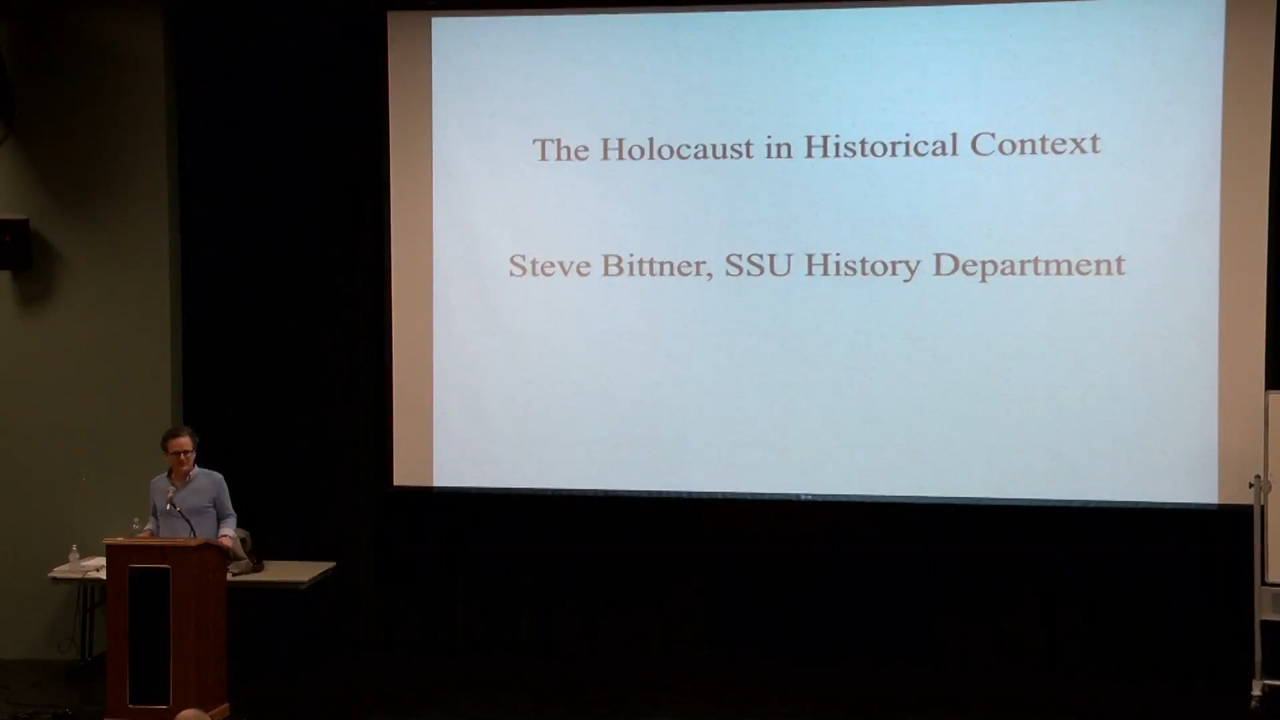 The Holocaust in Historical Context
Steve Bittner, SSU History Department